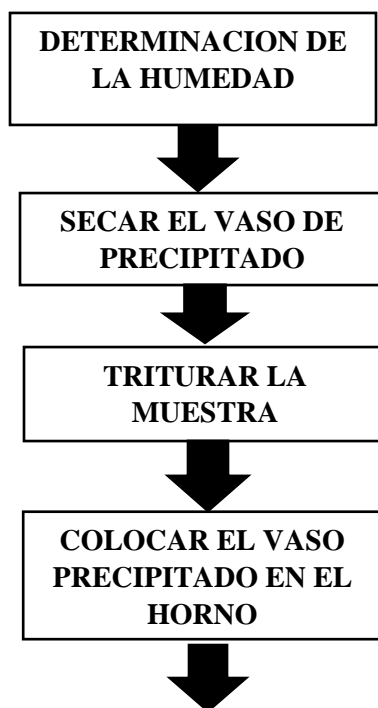 DETERMINACION DE
LA HUMEDAD
SECAR EL VASO DE
PRECIPITADO
TRITURAR LA
MUESTRA
COLOCAR EL VASO
PRECIPITADO EN EL
HORNO